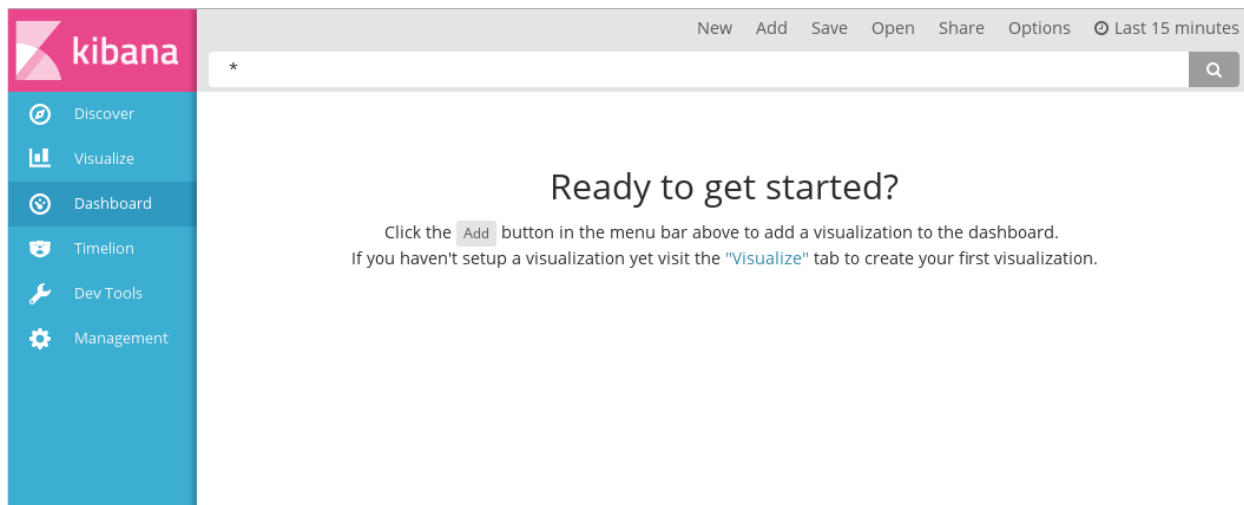 kibana
New Add Save Open Share Options Last 15 minutes
*
Discover
Visualize
Dashboard
Timelion
Dev Tools
Management
Ready to get started?
Click the Add button in the menu bar above to add a visualization to the dashboard.
If you haven't setup a visualization yet visit the "Visualize" tab to create your first visualization.